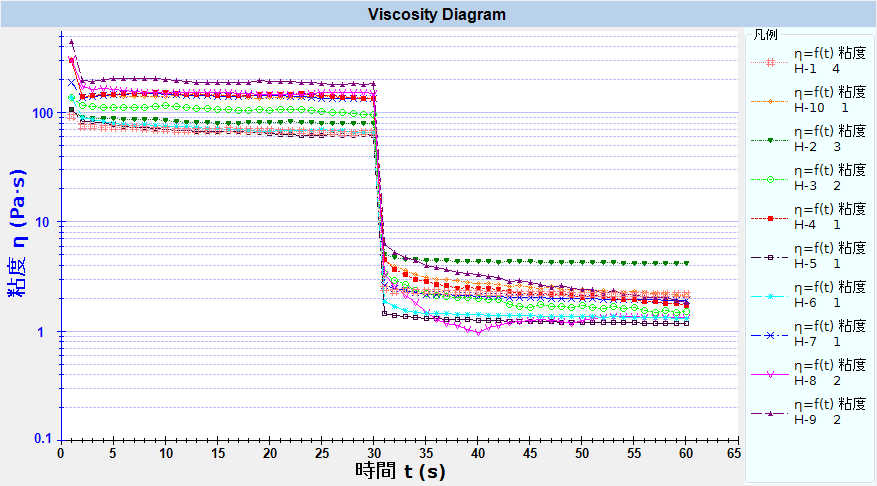 Viscosity Diagram
凡例
η=f(t) 粘度
H-1 4
η=f(t) 粘度
H-10 1
η=f(t) 粘度
H-2 3
η=f(t) 粘度
H-3 2
η=f(t) 粘度
H-4 1
η=f(t) 粘度
H-5 1
η=f(t) 粘度
H-6 1
η=f(t) 粘度
H-7 1
η=f(t) 粘度
H-8 2
η=f(t) 粘度
H-9 2
粘度 η (Pa·s)
100
10
1
0.1
0 5 10 15 20 25 30 35 40 45 50 55 60 65
時間 t (s)